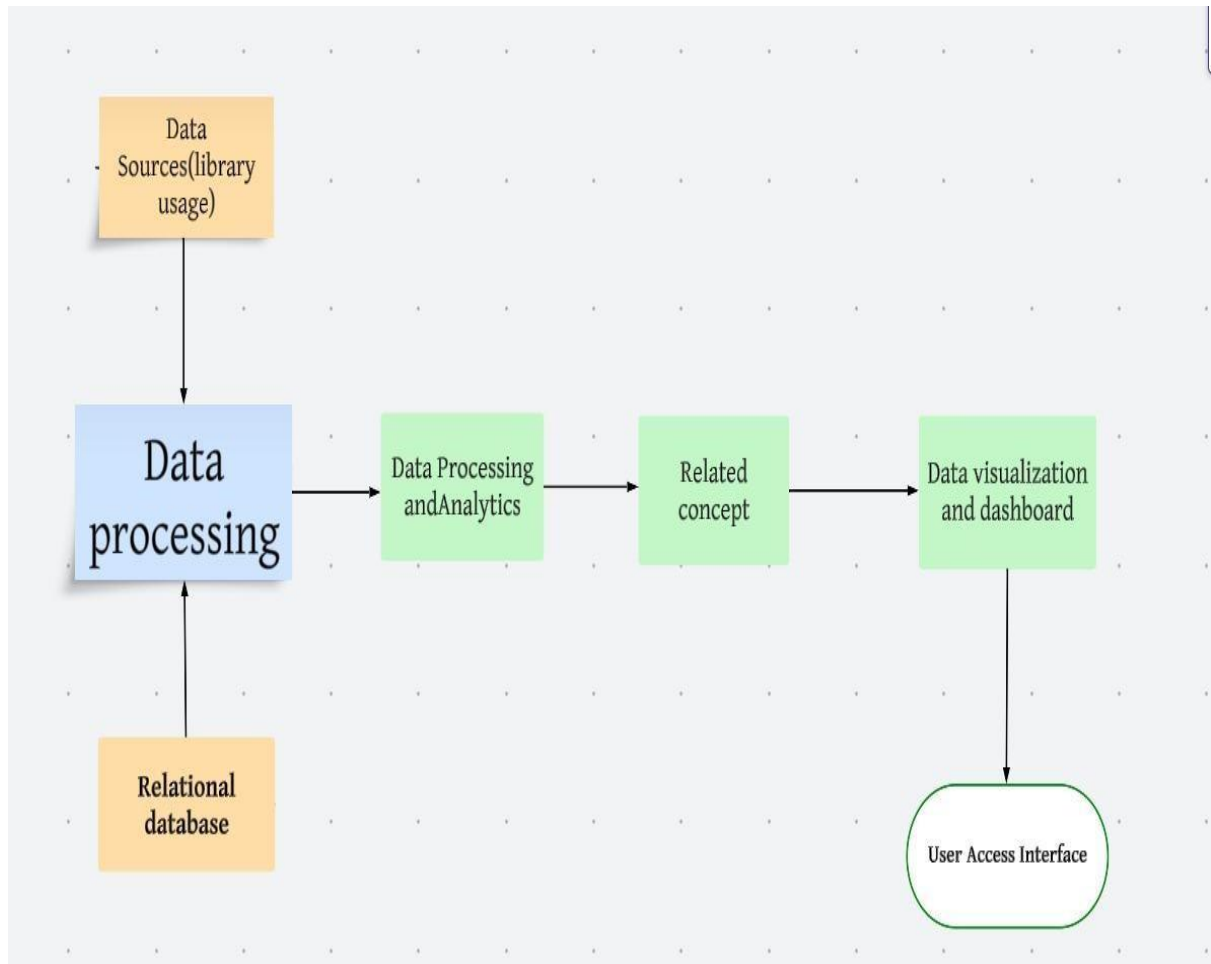 Data
Sources(library
usage)
Data
processing
Data Processing
andAnalytics
Related
concept
Data visualization
and dashboard
Relational
database
User Access Interface